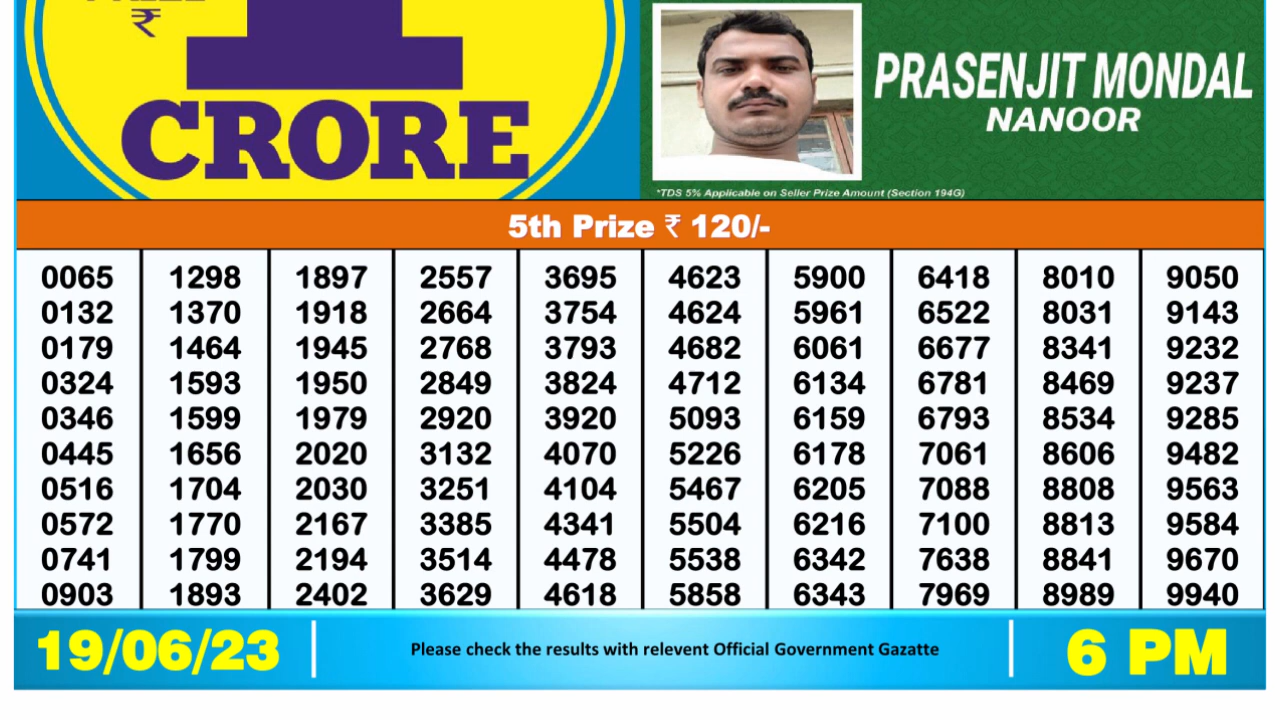 ₹
1
CRORE
PRASENJIT MONDAL
NANOOR
*TDS 5% Applicable on Seller Prize Amount (Section 194G)
5th Prize ₹ 120/-
0065 1298 1897 2557 3695 4623 5900 6418 8010 9050
0132 1370 1918 2664 3754 4624 5961 6522 8031 9143
0179 1464 1945 2768 3793 4682 6061 6677 8341 9232
0324 1593 1950 2849 3824 4712 6134 6781 8469 9237
0346 1599 1979 2920 3920 5093 6159 6793 8534 9285
0445 1656 2020 3132 4070 5226 6178 7061 8606 9482
0516 1704 2030 3251 4104 5467 6205 7088 8808 9563
0572 1770 2167 3385 4341 5504 6216 7100 8813 9584
0741 1799 2194 3514 4478 5538 6342 7638 8841 9670
0903 1893 2402 3629 4618 5858 6343 7969 8989 9940
19/06/23
Please check the results with relevent Official Government Gazatte
6 PM